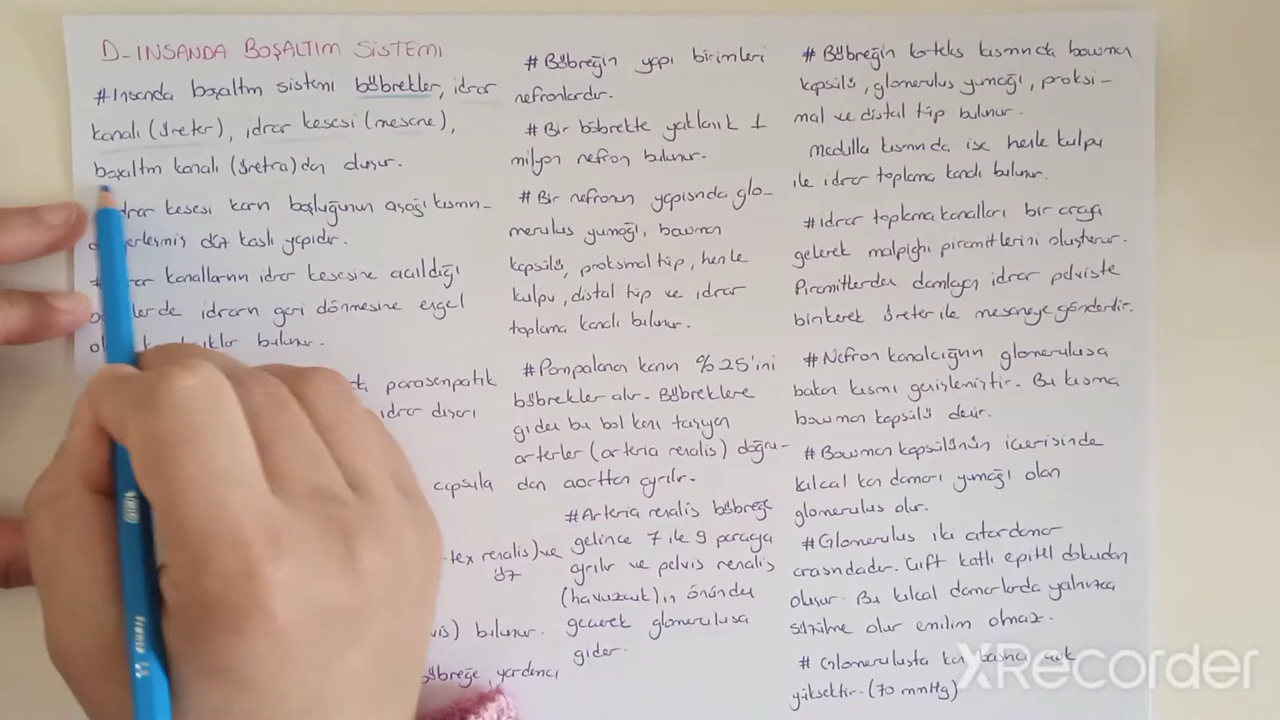 D-İNSANDA BOŞALTIM SİSTEMİ
#İnsanda boşaltım sistemi böbrekler, idrar
kanalı (üreter), idrar kesesi (mesane),
boşaltım kanalı (üretra)dan oluşur.
drar kesesi karın boşluğunun aşağı kısmın-
yerleşmiş düz kaslı yapıdır.
rar kanallarının idrar kesesine açıldığı
lerde idrarın geri dönmesine engel
ol klar bulunur.
parasempatik
idrar dışarı
capsula
-tex renalis) ve
öz
vis) bulunur.
böbreğe, yardımcı
#Böbreğin yapı birimleri
nefronlardır.
#Bir böbrekte yaklaşık 1
milyon nefron bulunur.
#Bir nefronun yapısında glo-
merulus yumağı, bowman
kapsülü, proksimal tüp, henle
kulpu, distal tüp ve idrar
toplama kanalı bulunur.
#Pompalanan kanın %25'ini
böbrekler alır. Böbreklere
giden bu bol kanı taşıyan
arterler (arteria renalis) doğru-
dan aorttan ayrılır.
#Arteria renalis böbreğe
gelince 7 ile 9 parçaya
ayrılır ve pelvis renalis
(havuzcuk)ın önünden
geçerek glomerulusa
gider.
#Böbreğin korteks kısmında bowman
kapsülü, glomerulus yumağı, proksi-
mal ve distal tüp bulunur.
Medulla kısmında ise henle kulpu
ile idrar toplama kanalı bulunur.
#idrar toplama kanalları bir araya
gelerek malpighi piramitlerini oluşturur.
Piramitlerden damlayan idrar pelviste
birikerek üreter ile mesaneye gönderilir.
#Nefron kanalcığının glomerulusa
bakan kısmı genişlemiştir. Bu kısma
bowman kapsülü denir.
#Bowman kapsülünün içerisinde
kılcal kan damarı yumağı olan
glomerulus olur.
#Glomerulus iki atardamar
arasındadır. Çift katlı epitel dokudan
oluşur. Bu kılcal damarlarda yalnızca
süzülme olur emilim olmaz.
#Glomerulusta kan basıncı çok
yüksektir. (70 mmHg)
XRecorder